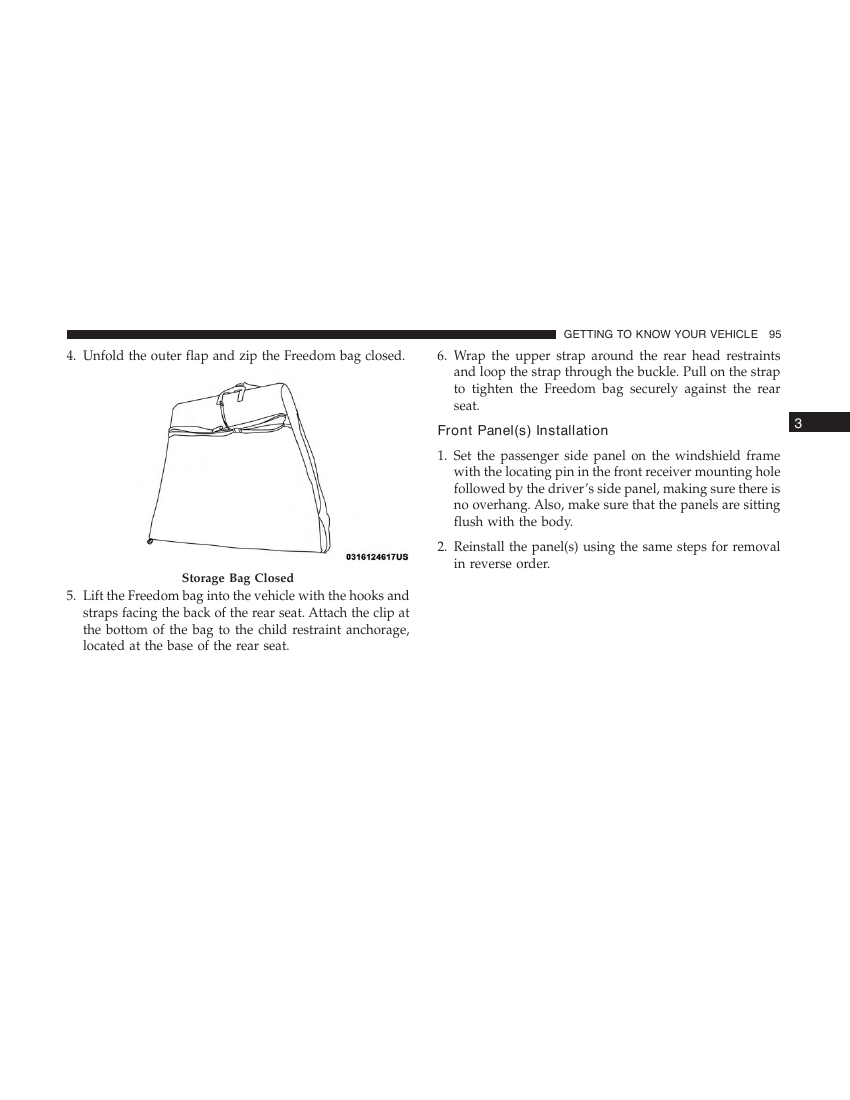 GETTING TO KNOW YOUR VEHICLE 95
4. Unfold the outer flap and zip the Freedom bag closed.
0316124617US
Storage Bag Closed
5. Lift the Freedom bag into the vehicle with the hooks and
straps facing the back of the rear seat. Attach the clip at
the bottom of the bag to the child restraint anchorage,
located at the base of the rear seat.
6. Wrap the upper strap around the rear head restraints
and loop the strap through the buckle. Pull on the strap
to tighten the Freedom bag securely against the rear
seat.
Front Panel(s) Installation
1. Set the passenger side panel on the windshield frame
with the locating pin in the front receiver mounting hole
followed by the driver's side panel, making sure there is
no overhang. Also, make sure that the panels are sitting
flush with the body.
2. Reinstall the panel(s) using the same steps for removal
in reverse order.
3